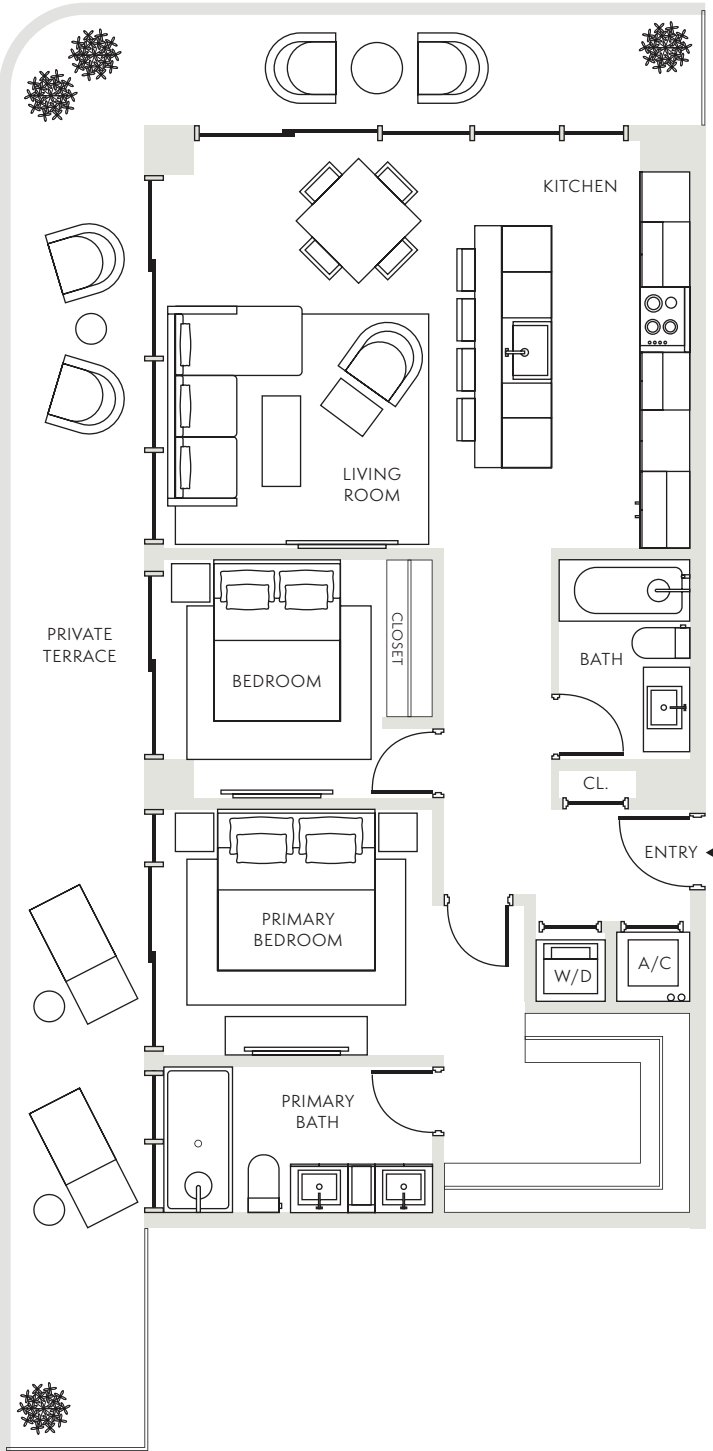 KITCHEN
LIVING
ROOM
PRIVATE
TERRACE
BEDROOM
CLOSET
BATH
CL.
ENTRY
PRIMARY
BEDROOM
W/D
A/C
PRIMARY
BATH